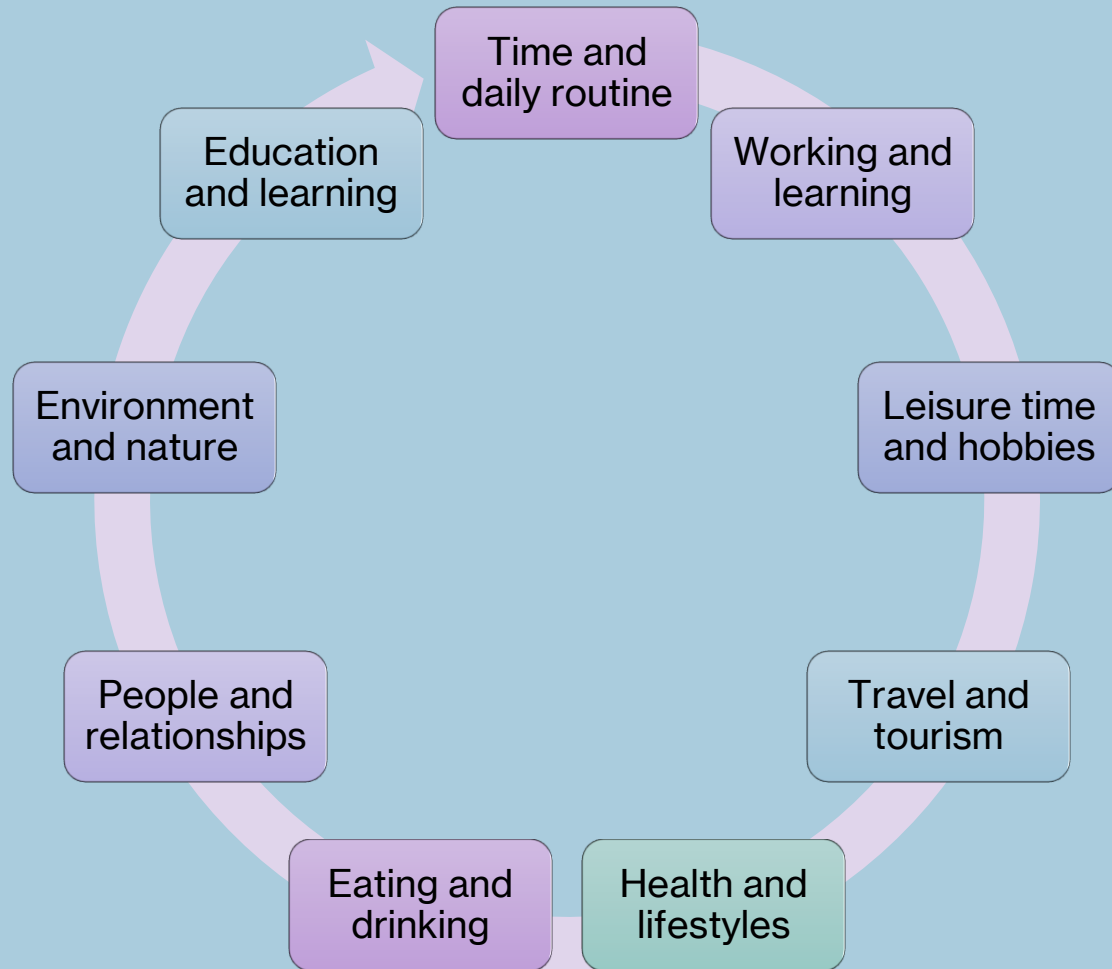 Time and
daily routine
Working and
learning
Leisure time
and hobbies
Travel and
tourism
Health and
lifestyles
Eating and
drinking
People and
relationships
Environment
and nature
Education
and learning